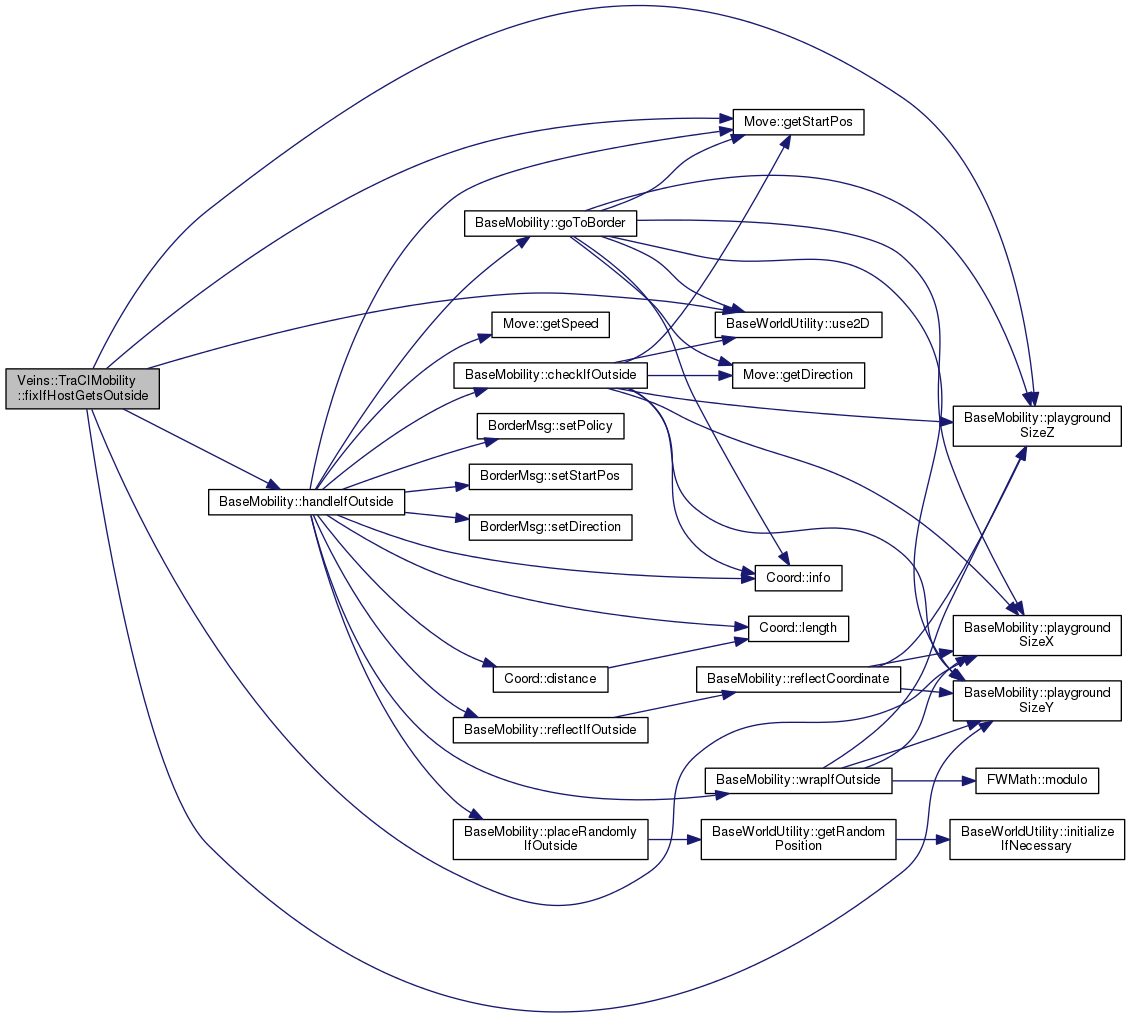 Move::getStartPos
BaseMobility::goToBorder
Move::getSpeed
BaseWorldUtility::use2D
Veins::TraCIMobility
::fixIfHostGetsOutside
BaseMobility::checkIfOutside
Move::getDirection
BorderMsg::setPolicy
BaseMobility::playground
SizeZ
BorderMsg::setStartPos
BaseMobility::handleIfOutside
BorderMsg::setDirection
Coord::info
Coord::length
BaseMobility::playground
SizeX
Coord::distance
BaseMobility::reflectCoordinate
BaseMobility::playground
SizeY
BaseMobility::reflectIfOutside
BaseMobility::wrapIfOutside
FWMath::modulo
BaseMobility::placeRandomly
IfOutside
BaseWorldUtility::getRandom
Position
BaseWorldUtility::initialize
IfNecessary